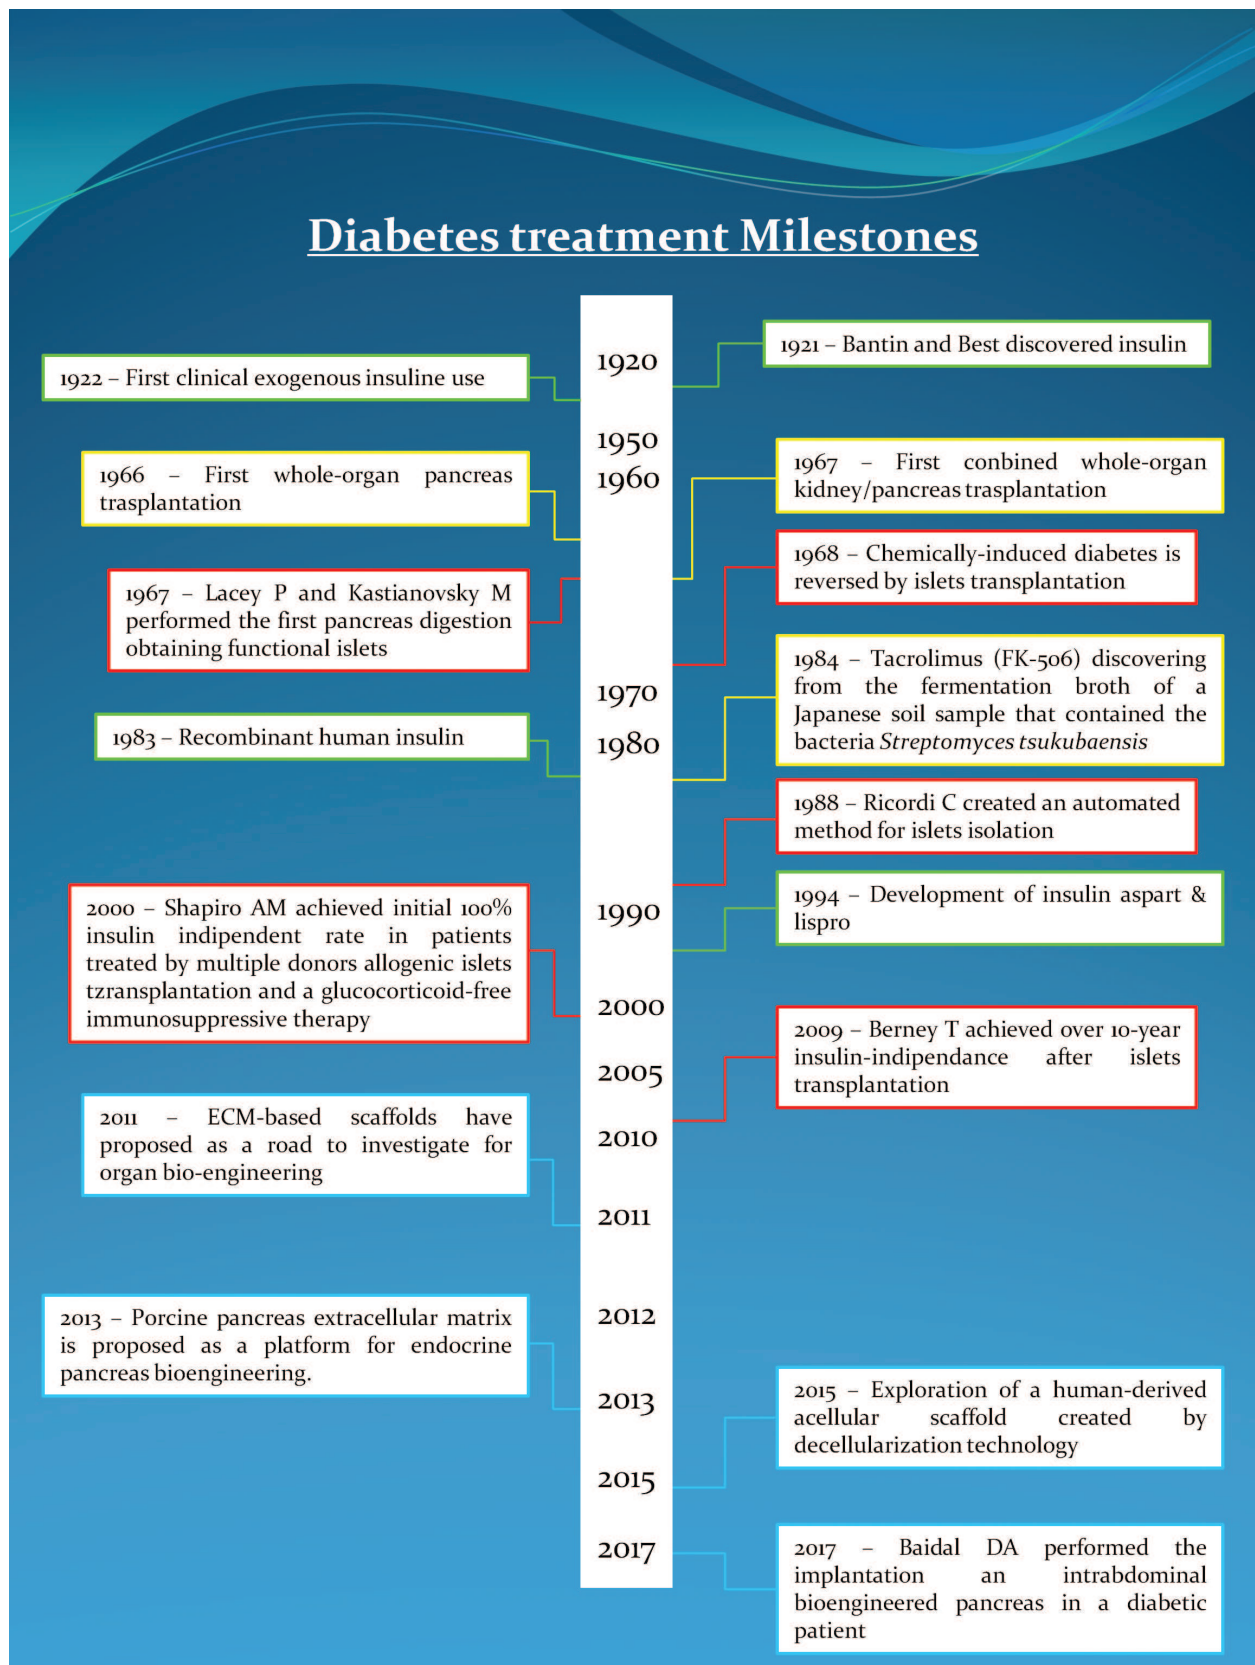 Diabetes treatment Milestones
1920
1950
1960
1970
1980
1990
2000
2005
2010
2011
2012
2013
2015
2017
1922 – First clinical exogenous insuline use
1966 – First whole-organ pancreas
trasplantation
1967 – Lacey P and Kastianovsky M
performed the first pancreas digestion
obtaining functional islets
1983 – Recombinant human insulin
2000 – Shapiro AM achieved initial 100%
insulin indipendent rate in patients
treated by multiple donors allogenic islets
tzransplantation and a glucocorticoid-free
immunosuppressive therapy
2011 – ECM-based scaffolds have
proposed as a road to investigate for
organ bio-engineering
2013 – Porcine pancreas extracellular matrix
is proposed as a platform for endocrine
pancreas bioengineering.
1921 – Bantin and Best discovered insulin
1967 – First conbined whole-organ
kidney/pancreas trasplantation
1968 – Chemically-induced diabetes is
reversed by islets transplantation
1984 – Tacrolimus (FK-506) discovering
from the fermentation broth of a
Japanese soil sample that contained the
bacteria Streptomyces tsukubaensis
1988 – Ricordi C created an automated
method for islets isolation
1994 – Development of insulin aspart &
lispro
2009 – Berney T achieved over 10-year
insulin-indipendance after islets
transplantation
2015 – Exploration of a human-derived
acellular scaffold created by
decellularization technology
2017 – Baidal DA performed the
implantation an intrabdominal
bioengineered pancreas in a diabetic
patient